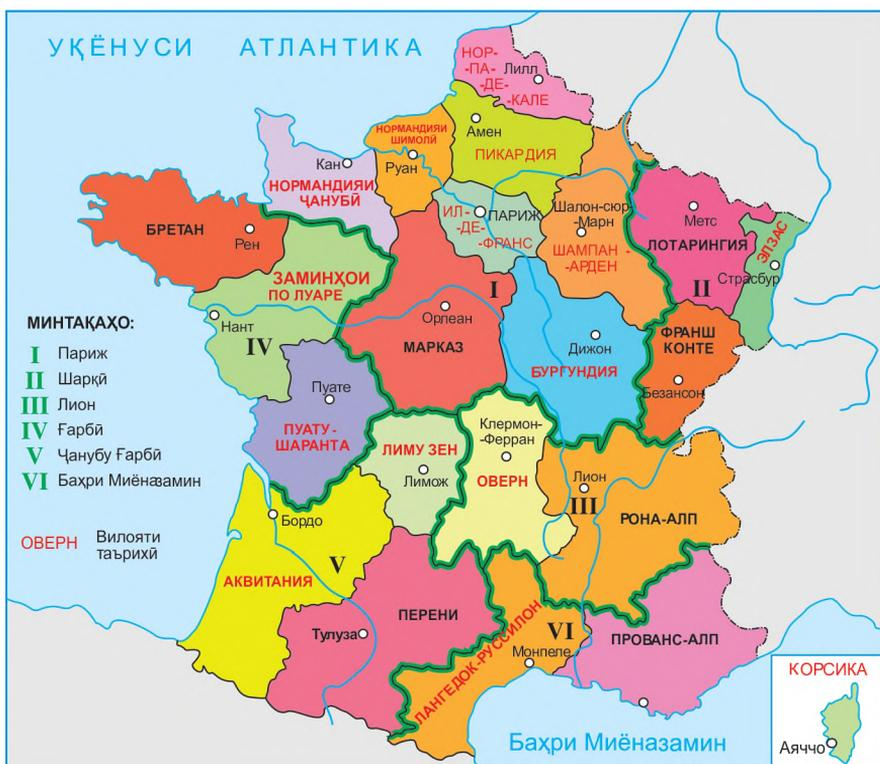 УҚЁНУСИ АТЛАНТИКА
НОР-
-ПА-
-ДЕ-
-КАЛЕ
Лилл
Амен
ПИКАРДИЯ
НОРМАНДИЯИ
ШИМОЛӢ
Руан
Кан
НОРМАНДИЯИ
ҶАНУБӢ
ИЛ-
-ДЕ-
-ФРАНС
ПАРИЖ
Шалон-сюр-
-Марн
ШАМПАН -
-АРДЕН
Метс
ЛОТАРИНГИЯ
II
ЭЛЗАС
Страсбур
БРЕТАН
Рен
ЗАМИНҲОИ
ПО ЛУАРЕ
Нант
IV
I
Орлеан
МАРКАЗ
Дижон
БУРГУНДИЯ
ФРАНШ
КОНТЕ
Безансон
МИНТАҚАҲО:
I Париж
II Шарқӣ
III Лион
IV Ғарбӣ
V Ҷанубу Ғарбӣ
VI Баҳри Миёназамин
ОВЕРН Вилояти
таърихӣ
Пуате
ПУАТУ-
ШАРАНТА
ЛИМУ ЗЕН
Лимож
Клермон-
-Ферран
ОВЕРН
Лион
III
РОНА-АЛП
Бордо
V
АКВИТАНИЯ
ПЕРЕНИ
Тулуза
ЛАНГЕДОК-РУССИЛОН
VI
Монпеле
ПРОВАНС-АЛП
Баҳри Миёназамин
КОРСИКА
Аяччо